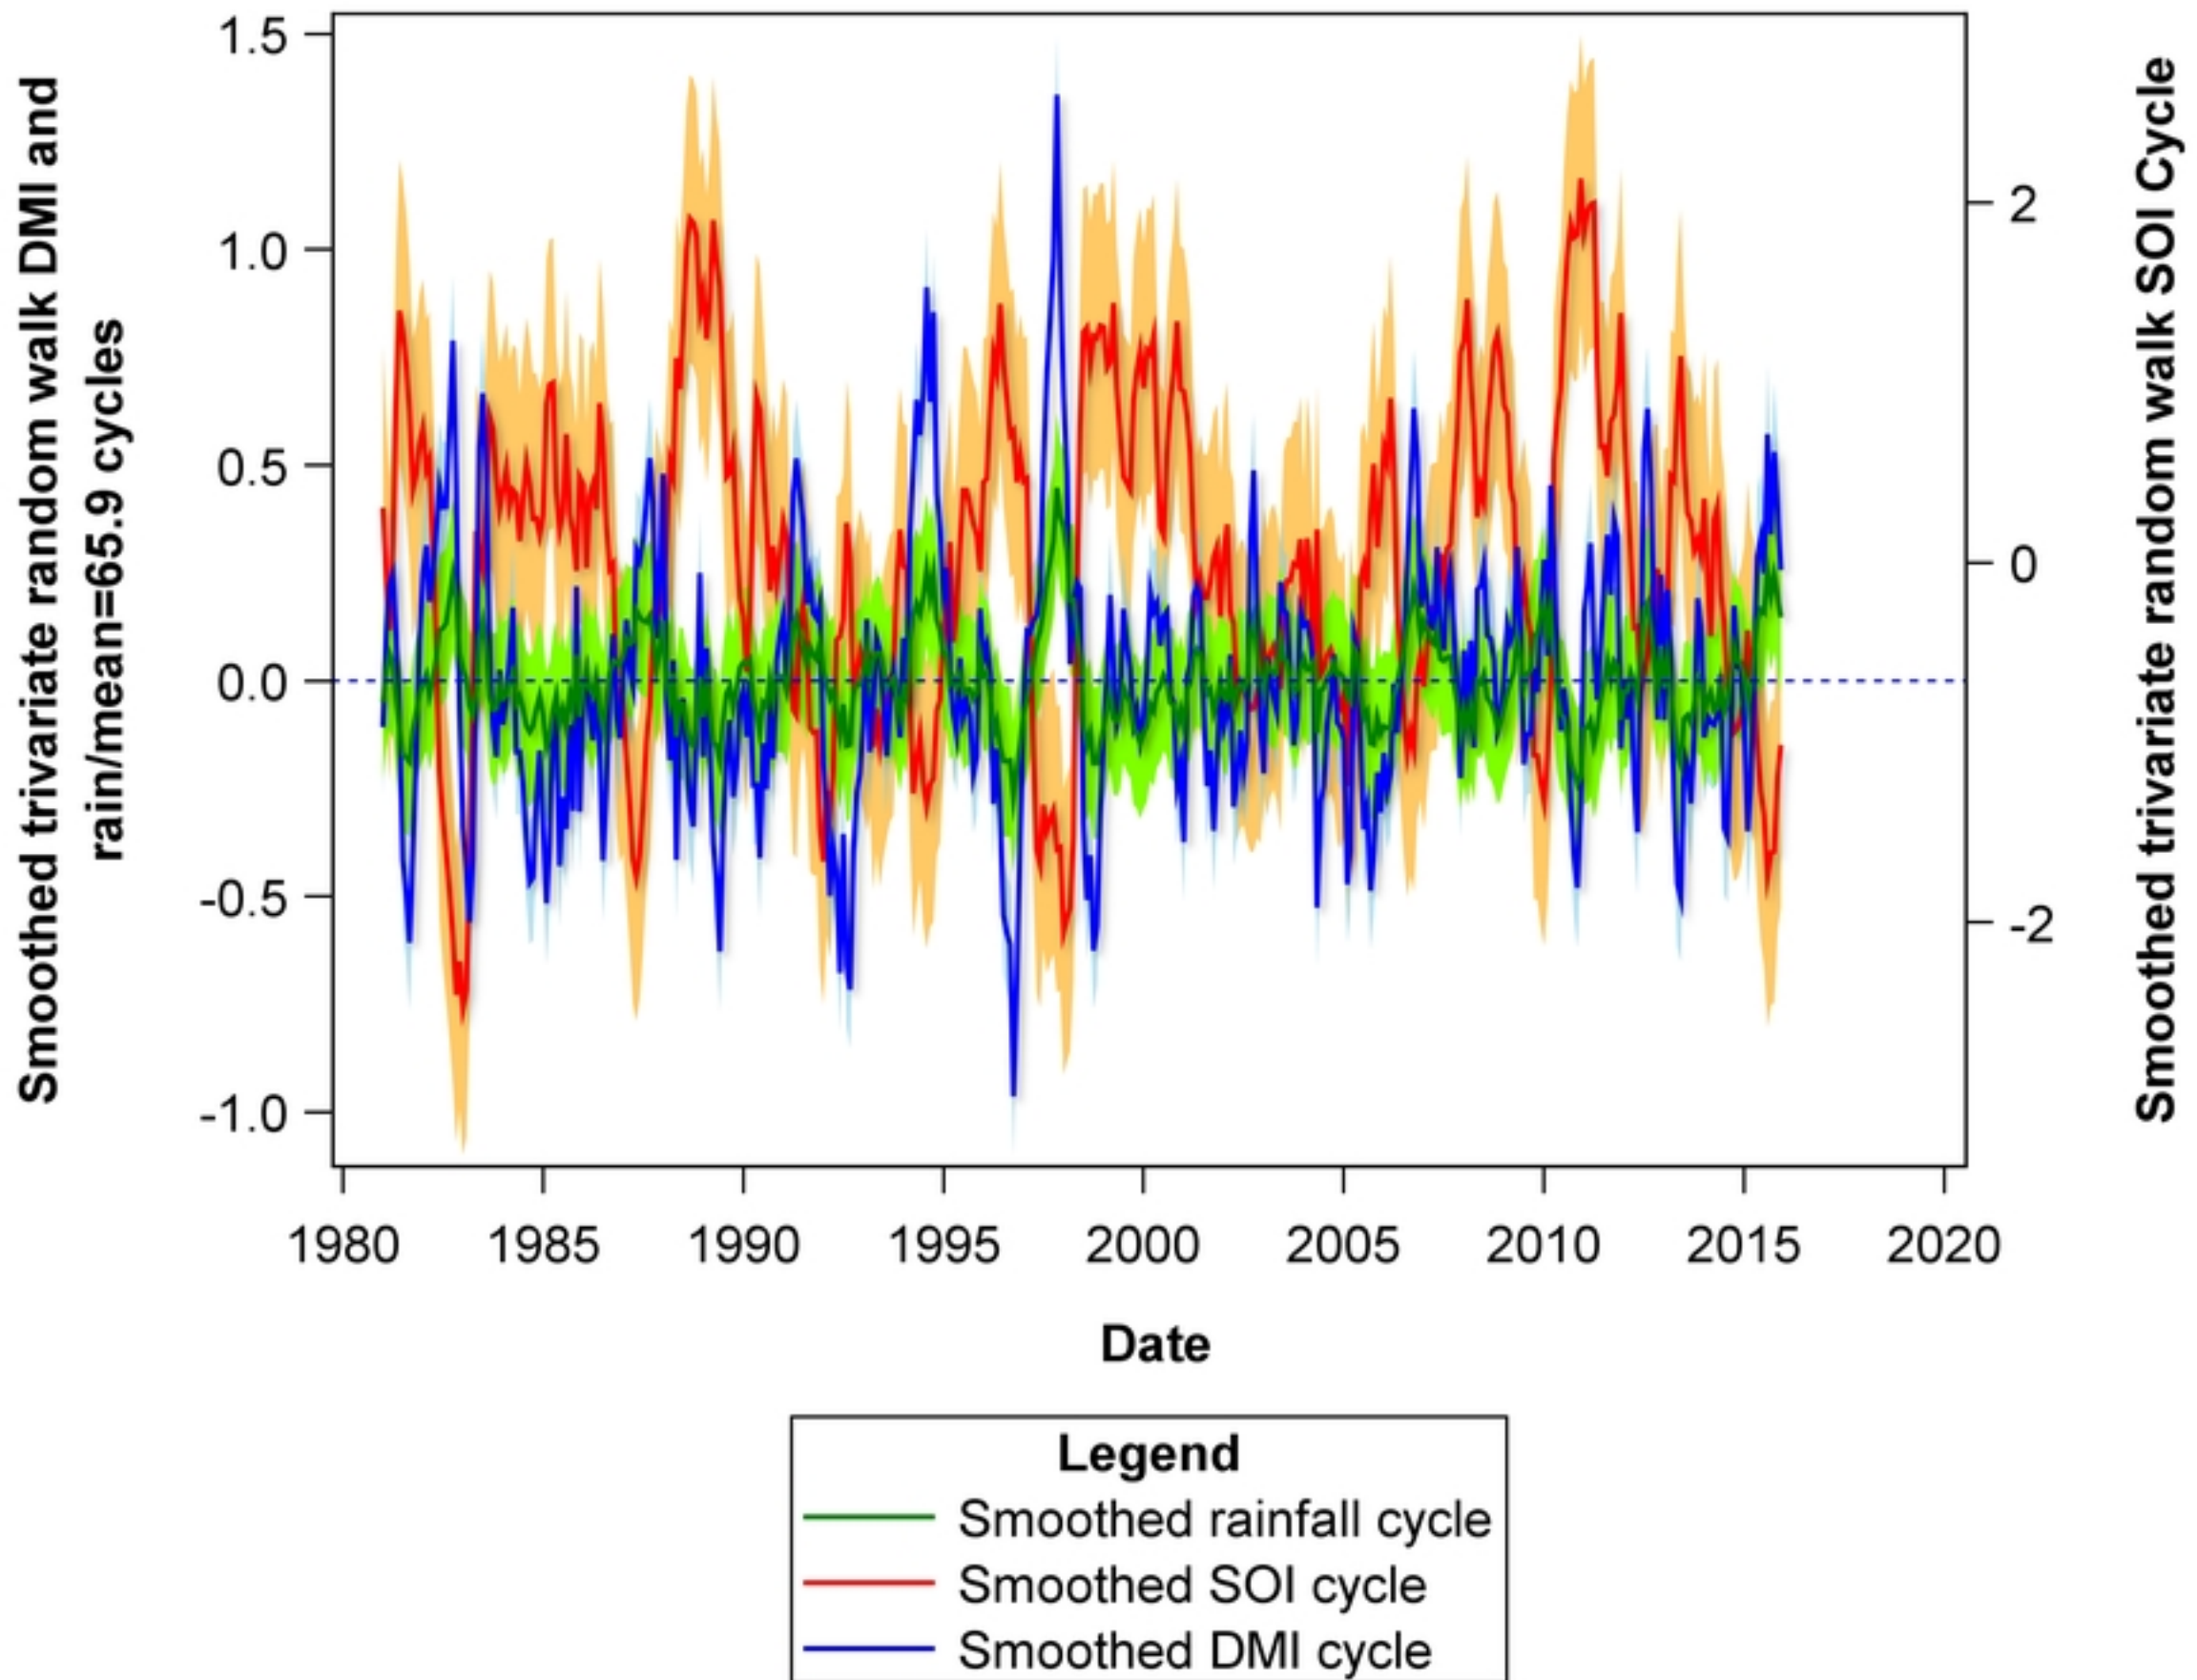 Smoothed trivariate random walk DMI and
rain/mean=65.9 cycles
1.5
1.0
0.5
0.0
-0.5
-1.0
2
0
-2
Smoothed trivariate random walk SOI Cycle
1980 1985 1990 1995 2000 2005 2010 2015 2020
Date
Legend
Smoothed rainfall cycle
Smoothed SOI cycle
Smoothed DMI cycle